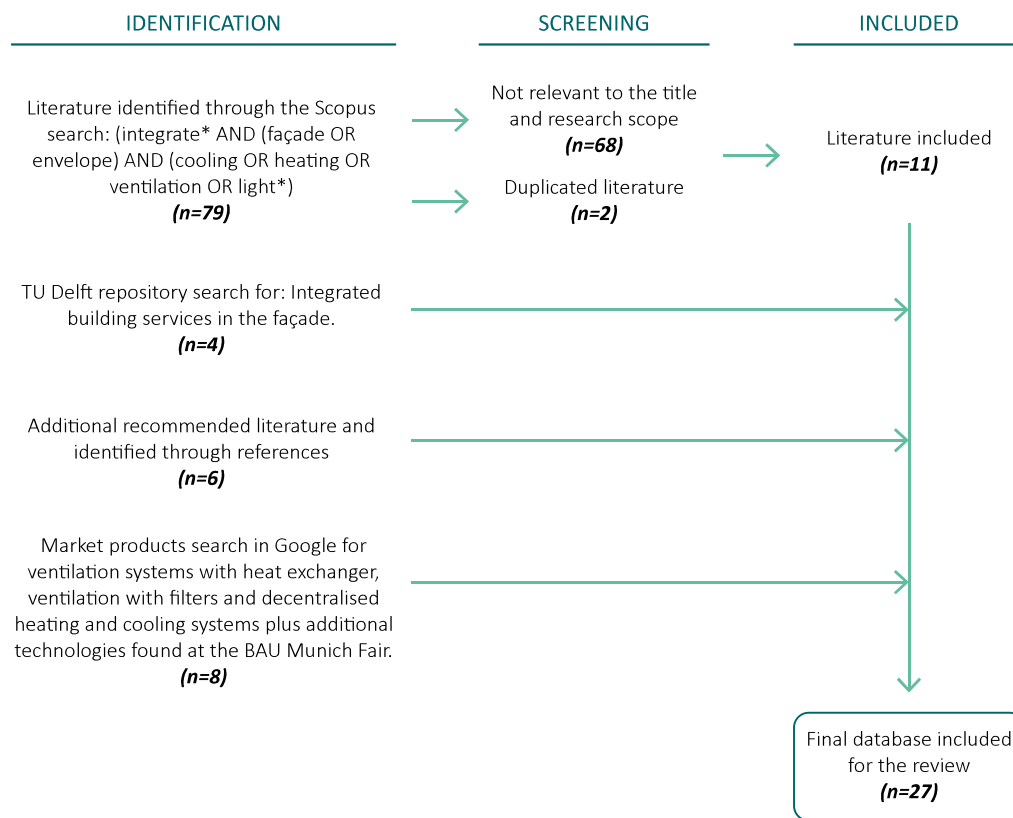 IDENTIFICATION
SCREENING
INCLUDED
Literature identified through the Scopus
search: (integrate* AND (façade OR
envelope) AND (cooling OR heating OR
ventilation OR light*)
(n=79)
Not relevant to the title
and research scope
(n=68)
Duplicated literature
(n=2)
Literature included
(n=11)
TU Delft repository search for: Integrated
building services in the façade.
(n=4)
Additional recommended literature and
identified through references
(n=6)
Market products search in Google for
ventilation systems with heat exchanger,
ventilation with filters and decentralised
heating and cooling systems plus additional
technologies found at the BAU Munich Fair.
(n=8)
Final database included
for the review
(n=27)